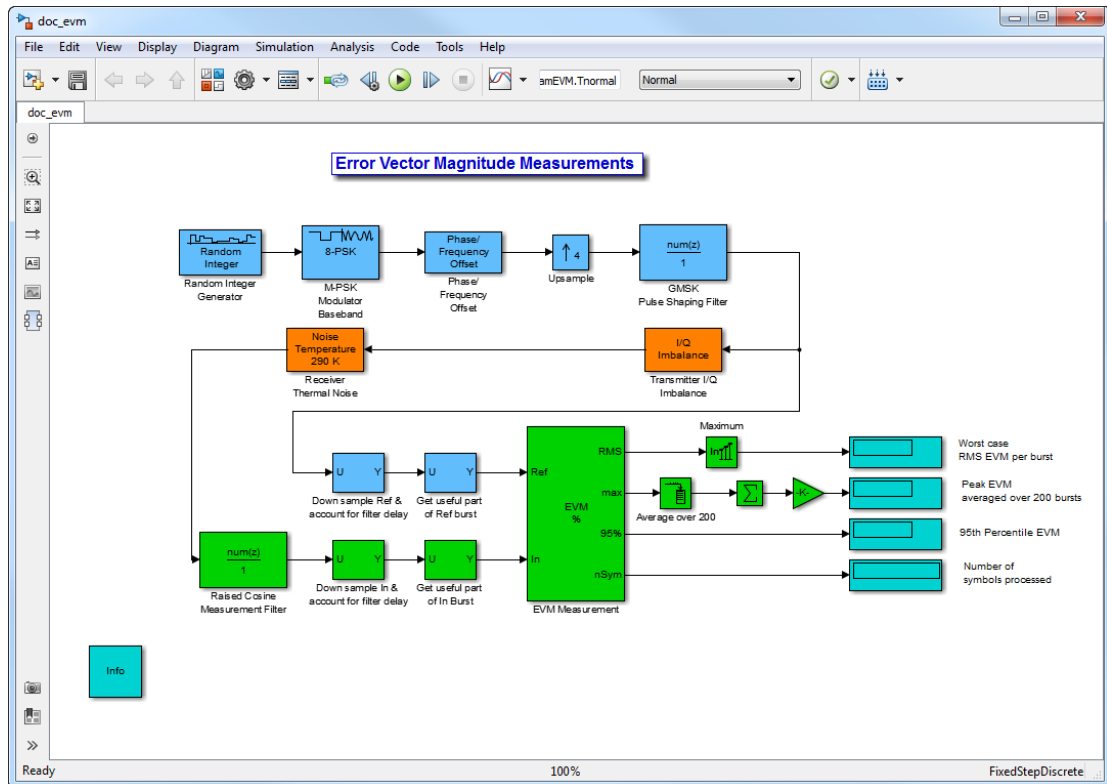 doc_evm
File Edit View Display Diagram Simulation Analysis Code Tools Help
amEVM.Tnormal
Normal
doc_evm
Error Vector Magnitude Measurements
Random
Integer
Random Integer
Generator
8-PSK
M-PSK
Modulator
Baseband
Phase/
Frequency
Offset
Phase/
Frequency
Offset
4
Upsample
num(z)
1
GMSK
Pulse Shaping Filter
Noise
Temperature
290 K
Receiver
Thermal Noise
I/Q
Imbalance
Transmitter I/Q
Imbalance
U Y
Down sample Ref &
account for filter delay
U Y
Get useful part
of Ref burst
num(z)
1
Raised Cosine
Measurement Filter
U Y
Down sample In &
account for filter delay
U Y
Get useful part
of In Burst
Ref
In
EVM
%
RMS
max
95%
nSym
EVM Measurement
Maximum
In
Average over 200
Σ
-K-
Worst case
RMS EVM per burst
Peak EVM
averaged over 200 bursts
95th Percentile EVM
Number of
symbols processed
Info
Ready
100%
FixedStepDiscrete